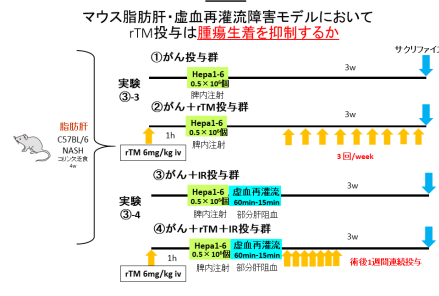 マウス脂肪肝・虚血再灌流障害モデルにおいて
rTM投与は腫瘍生着を抑制するか
サクリファイス
①がん投与群
Hepa1-6
0.5×10⁶個
脾内注射
3w
実験
③-3
②がん+rTM投与群
Hepa1-6
0.5×10⁶個
脾内注射
1h
3w
rTM 6mg/kg iv
3回/week
脂肪肝
C57BL/6
NASH
コリン欠乏食
4w
③がん+IR投与群
Hepa1-6
0.5×10⁶個
虚血再灌流
60min-15min
脾内注射
部分肝阻血
3w
実験
③-4
④がん+rTM+IR投与群
Hepa1-6
0.5×10⁶個
虚血再灌流
60min-15min
1h
脾内注射
部分肝阻血
3w
rTM 6mg/kg iv
術後1週間連続投与